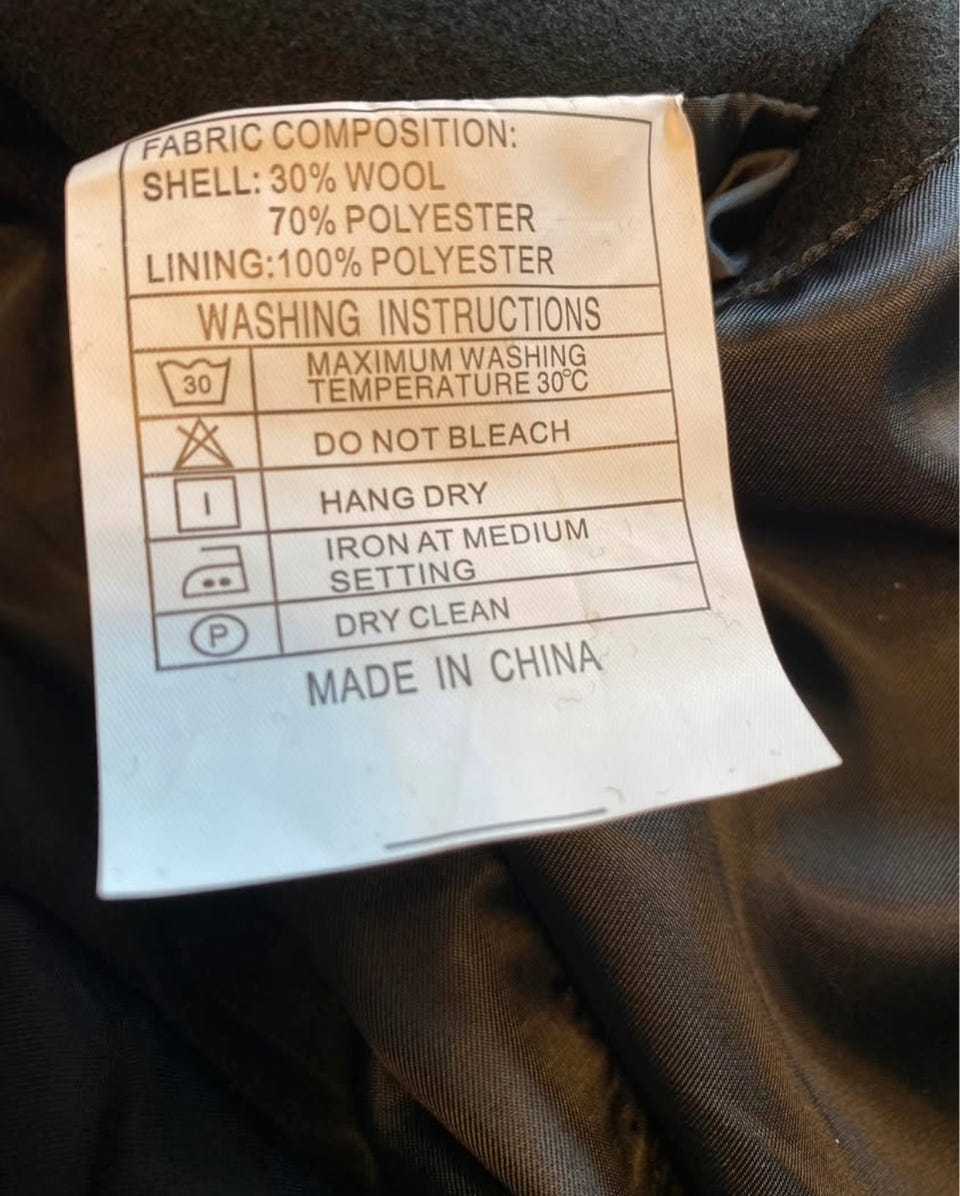 FABRIC COMPOSITION:
SHELL: 30% WOOL
70% POLYESTER
LINING:100% POLYESTER
WASHING INSTRUCTIONS
30
MAXIMUM WASHING
TEMPERATURE 30°C
DO NOT BLEACH
HANG DRY
IRON AT MEDIUM
SETTING
P
DRY CLEAN
MADE IN CHINA